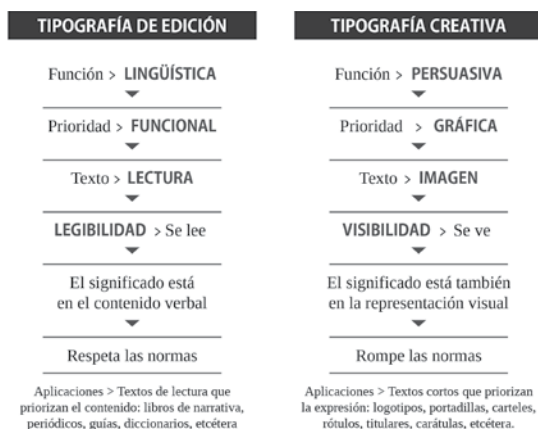 TIPOGRAFÍA DE EDICIÓN
Función > LINGÜÍSTICA
Prioridad > FUNCIONAL
Texto > LECTURA
LEGIBILIDAD > Se lee
El significado está
en el contenido verbal
Respeta las normas
Aplicaciones > Textos de lectura que
priorizan el contenido: libros de narrativa,
periódicos, guías, diccionarios, etcétera
TIPOGRAFÍA CREATIVA
Función > PERSUASIVA
Prioridad > GRÁFICA
Texto > IMAGEN
VISIBILIDAD > Se ve
El significado está también
en la representación visual
Rompe las normas
Aplicaciones > Textos cortos que priorizan
la expresión: logotipos, portadillas, carteles,
rótulos, titulares, carátulas, etcétera.